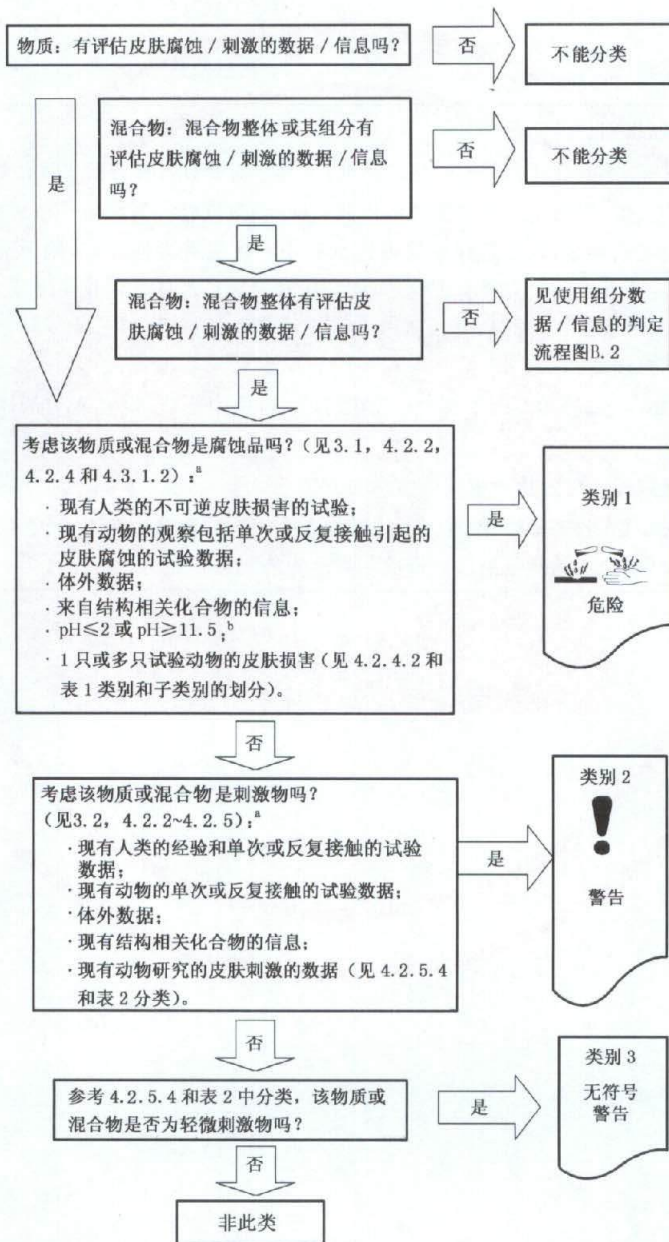 物质：有评估皮肤腐蚀/刺激的数据/信息吗？
否
不能分类
混合物：混合物整体或其组分有
评估皮肤腐蚀/刺激的数据/信息
吗？
否
不能分类
是
是
混合物：混合物整体有评估皮
肤腐蚀/刺激的数据/信息吗？
否
见使用组分数
据/信息的判定
流程图B.2
是
考虑该物质或混合物是腐蚀品吗？（见3.1，4.2.2，
4.2.4和4.3.1.2）：a
·现有人类的不可逆皮肤损害的试验；
·现有动物的观察包括单次或反复接触引起的
皮肤腐蚀的试验数据；
·体外数据；
·来自结构相关化合物的信息；
·pH≤2或pH≥11.5；b
·1只或多只试验动物的皮肤损害（见4.2.4.2和
表1类别和子类别的划分）。
是
类别1
危险
否
考虑该物质或混合物是刺激物吗？
（见3.2，4.2.2~4.2.5）：a
·现有人类的经验和单次或反复接触的试验
数据；
·现有动物的单次或反复接触的试验数据；
·体外数据；
·现有结构相关化合物的信息；
·现有动物研究的皮肤刺激的数据（见4.2.5.4
和表2分类）。
是
类别2
警告
否
参考4.2.5.4和表2中分类，该物质或
混合物是否为轻微刺激物吗？
是
类别3
无符号
警告
否
非此类